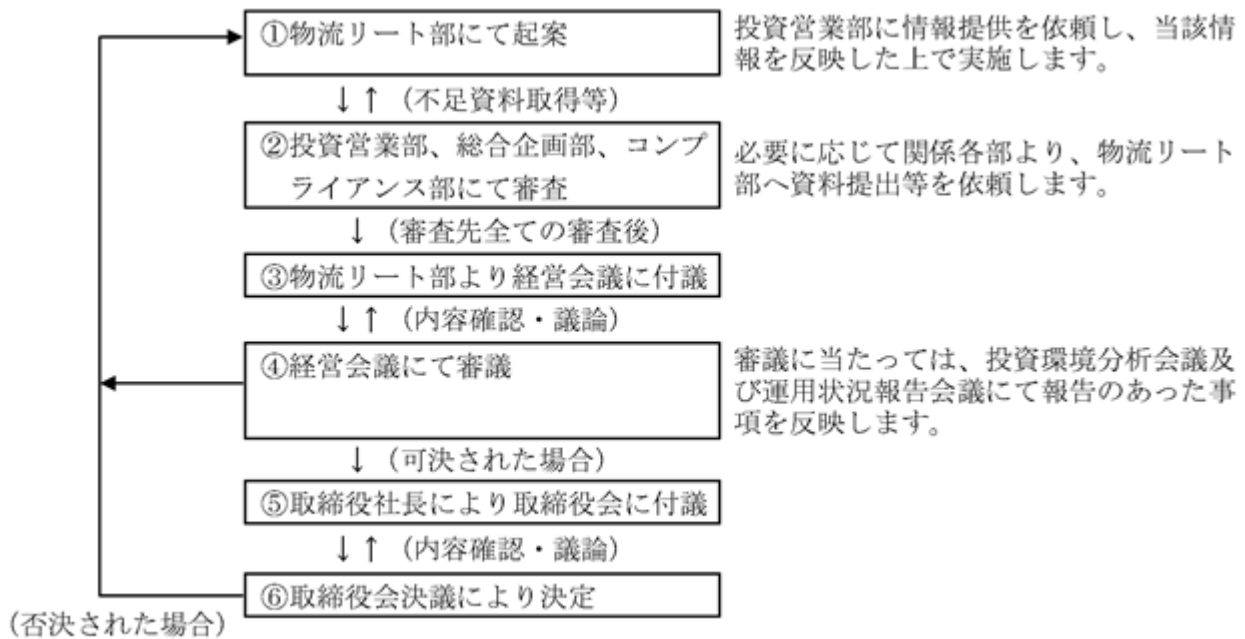 ①物流リート部にて起案
投資営業部に情報提供を依頼し、当該情
報を反映した上で実施します。
↓↑（不足資料取得等）
②投資営業部、総合企画部、コンプ
ライアンス部にて審査
必要に応じて関係各部より、物流リート
部へ資料提出等を依頼します。
↓（審査先全ての審査後）
③物流リート部より経営会議に付議
↓↑（内容確認・議論）
④経営会議にて審議
審議に当たっては、投資環境分析会議及
び運用状況報告会議にて報告のあった事
項を反映します。
↓（可決された場合）
⑤取締役社長により取締役会に付議
↓↑（内容確認・議論）
⑥取締役会決議により決定
（否決された場合）